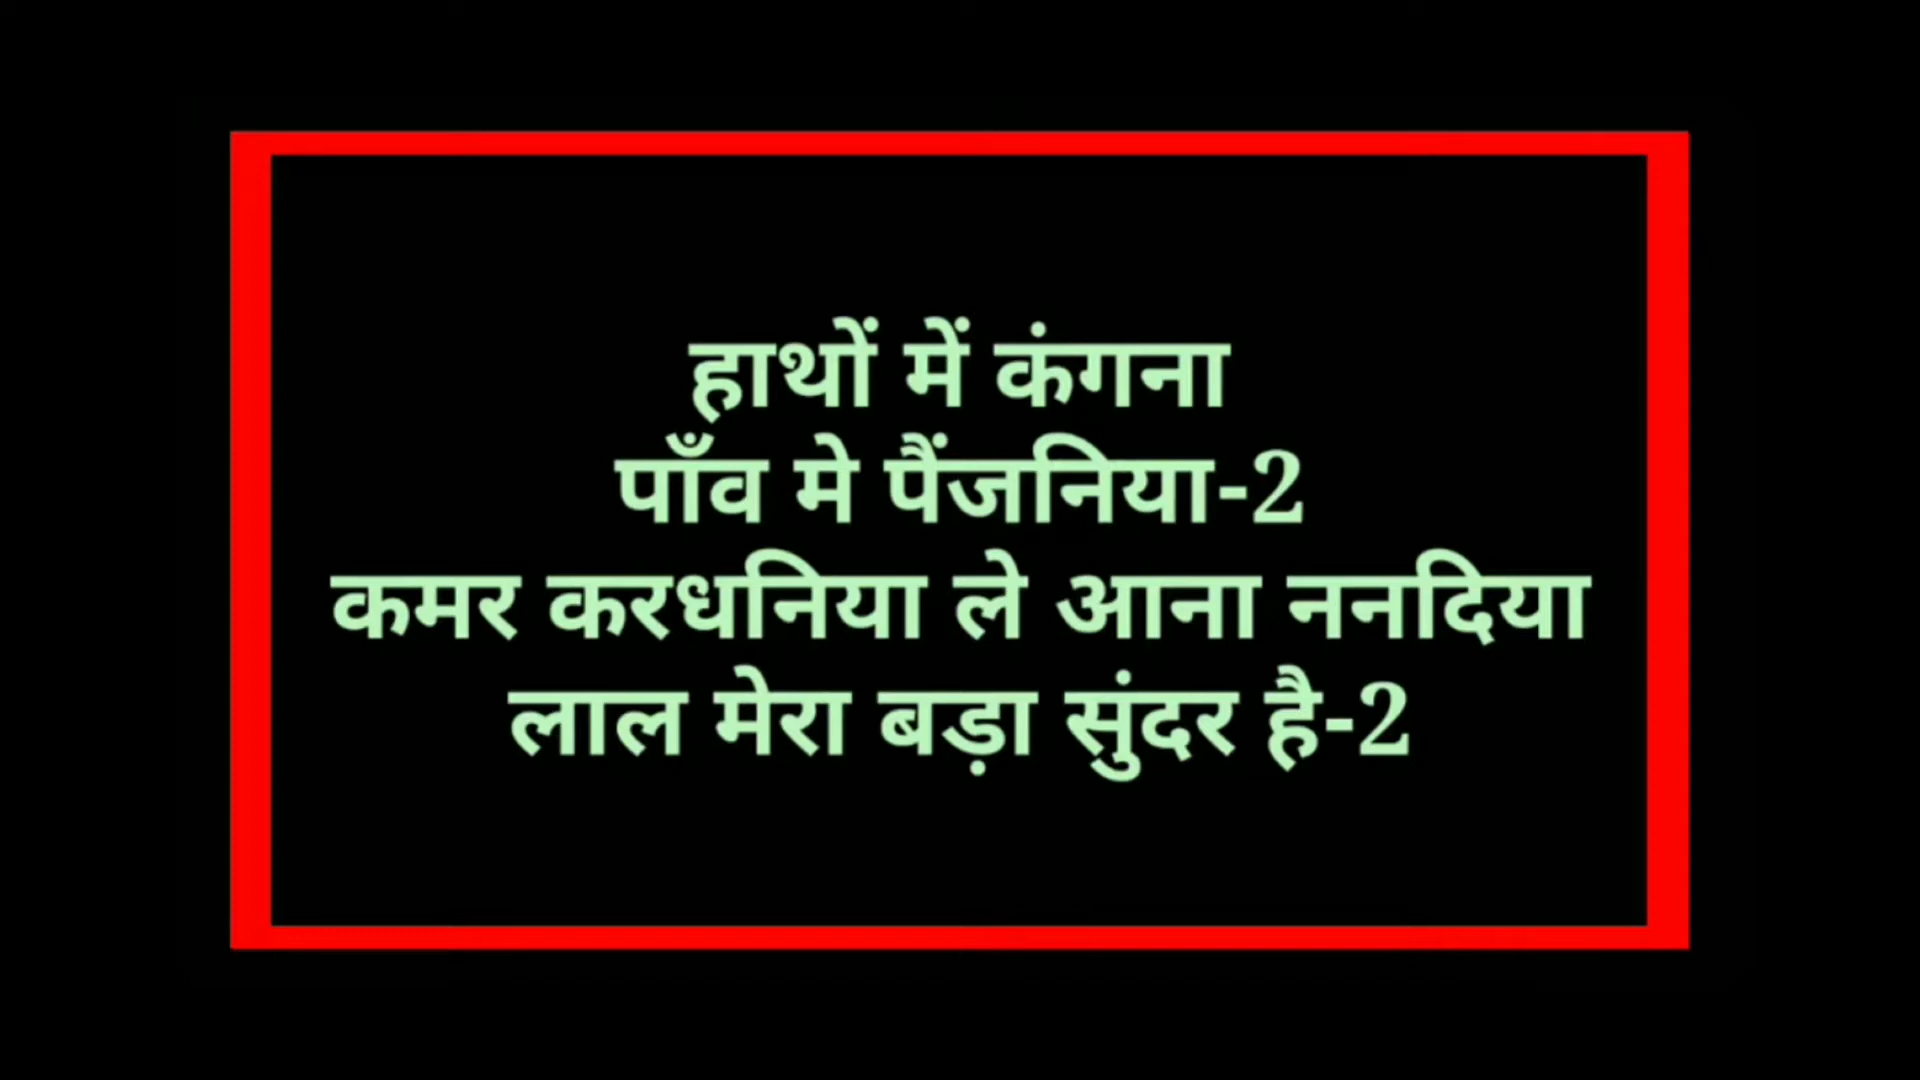 हाथों में कंगना
पाँव मे पैंजनिया-2
कमर करधनिया ले आना ननदिया
लाल मेरा बड़ा सुंदर है-2